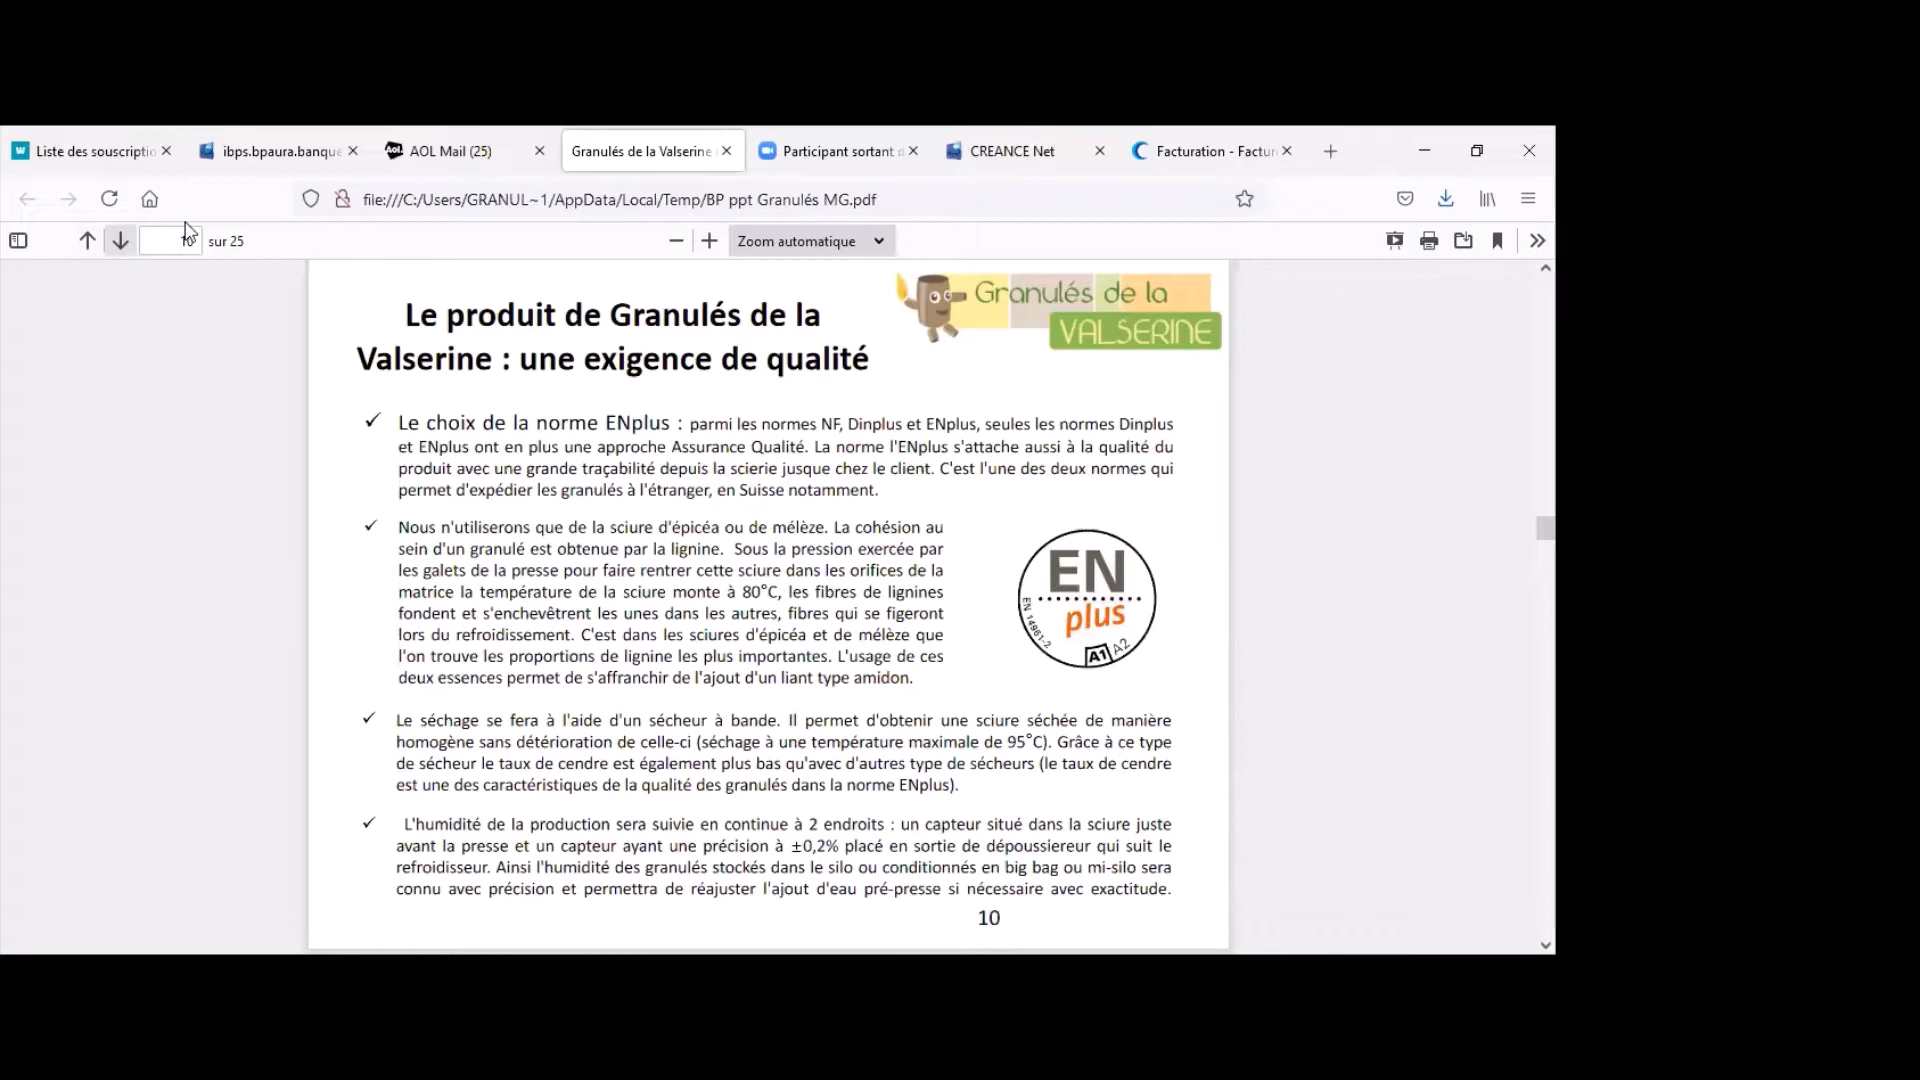 Liste des souscriptio
ibps.bpaura.banque
AOL Mail (25)
Granulés de la Valserine
Participant sortant d
CREANCE Net
Facturation - Factur
file:///C:/Users/GRANUL~1/AppData/Local/Temp/BP ppt Granulés MG.pdf
10 sur 25
Zoom automatique
Granulés de la
VALSERINE
Le produit de Granulés de la
Valserine : une exigence de qualité
✓ Le choix de la norme ENplus : parmi les normes NF, Dinplus et ENplus, seules les normes Dinplus
et ENplus ont en plus une approche Assurance Qualité. La norme l'ENplus s'attache aussi à la qualité du
produit avec une grande traçabilité depuis la scierie jusque chez le client. C'est l'une des deux normes qui
permet d'expédier les granulés à l'étranger, en Suisse notamment.
✓ Nous n'utiliserons que de la sciure d'épicéa ou de mélèze. La cohésion au
sein d'un granulé est obtenue par la lignine. Sous la pression exercée par
les galets de la presse pour faire rentrer cette sciure dans les orifices de la
matrice la température de la sciure monte à 80°C, les fibres de lignines
fondent et s'enchevêtrent les unes dans les autres, fibres qui se figeront
lors du refroidissement. C'est dans les sciures d'épicéa et de mélèze que
l'on trouve les proportions de lignine les plus importantes. L'usage de ces
deux essences permet de s'affranchir de l'ajout d'un liant type amidon.
EN
plus
EN 14961-2
A1 A2
✓ Le séchage se fera à l'aide d'un sécheur à bande. Il permet d'obtenir une sciure séchée de manière
homogène sans détérioration de celle-ci (séchage à une température maximale de 95°C). Grâce à ce type
de sécheur le taux de cendre est également plus bas qu'avec d'autres type de sécheurs (le taux de cendre
est une des caractéristiques de la qualité des granulés dans la norme ENplus).
✓ L'humidité de la production sera suivie en continue à 2 endroits : un capteur situé dans la sciure juste
avant la presse et un capteur ayant une précision à ±0,2% placé en sortie de dépoussiereur qui suit le
refroidisseur. Ainsi l'humidité des granulés stockés dans le silo ou conditionnés en big bag ou mi-silo sera
connu avec précision et permettra de réajuster l'ajout d'eau pré-presse si nécessaire avec exactitude.
10